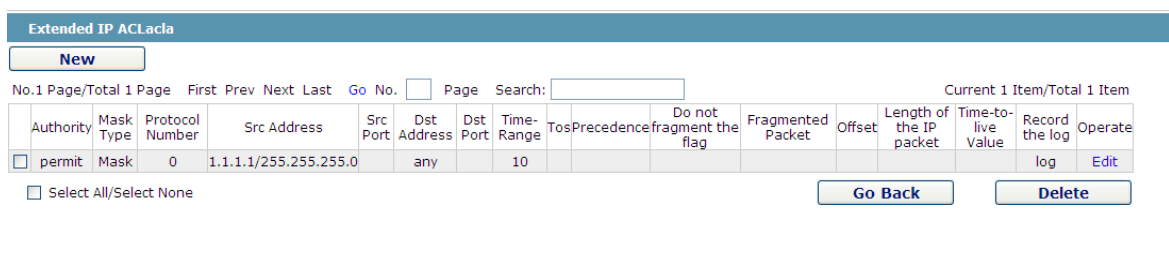 Extended IP ACLacla
New
No.1 Page/Total 1 Page First Prev Next Last Go No. Page Search: Current 1 Item/Total 1 Item
Authority Mask Type Protocol Number Src Address Src Port Dst Address Dst Port Time-Range Tos Precedence Do not fragment the flag Fragmented Packet Offset Length of the IP packet Time-to-live Value Record the log Operate
permit Mask 0 1.1.1.1/255.255.255.0 any 10 log Edit
Select All/Select None Go Back Delete